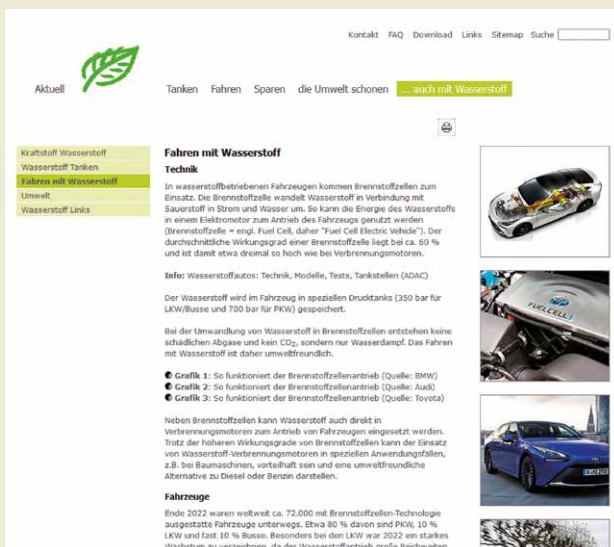 Kontakt FAQ Download Links Sitemap Suche
Aktuell
Tanken Fahren Sparen die Umwelt schonen ... auch mit Wasserstoff
Kraftstoff Wasserstoff
Wasserstoff Tanken
Fahren mit Wasserstoff
Umwelt
Wasserstoff Links
Fahren mit Wasserstoff
Technik
In wasserstoffbetriebenen Fahrzeugen kommen Brennstoffzellen zum
Einsatz. Die Brennstoffzelle wandelt Wasserstoff in Verbindung mit
Sauerstoff in Strom und Wasser um. So kann die Energie des Wasserstoffs
in einem Elektromotor zum Antrieb des Fahrzeugs genutzt werden
(Brennstoffzelle = engl. Fuel Cell, daher "Fuel Cell Electric Vehicle"). Der
durchschnittliche Wirkungsgrad einer Brennstoffzelle liegt bei ca. 60 %
und ist damit etwa dreimal so hoch wie bei Verbrennungsmotoren.
Info: Wasserstoffautos: Technik, Modelle, Tests, Tankstellen (ADAC)
Der Wasserstoff wird im Fahrzeug in speziellen Drucktanks (350 bar für
LKW/Busse und 700 bar für PKW) gespeichert.
Bei der Umwandlung von Wasserstoff in Brennstoffzellen entstehen keine
schädlichen Abgase und kein CO₂, sondern nur Wasserdampf. Das Fahren
mit Wasserstoff ist daher umweltfreundlich.
Grafik 1: So funktioniert der Brennstoffzellenantrieb (Quelle: BMW)
Grafik 2: So funktioniert der Brennstoffzellenantrieb (Quelle: Audi)
Grafik 3: So funktioniert der Brennstoffzellenantrieb (Quelle: Toyota)
Neben Brennstoffzellen kann Wasserstoff auch direkt in
Verbrennungsmotoren zum Antrieb von Fahrzeugen eingesetzt werden.
Trotz der höheren Wirkungsgrade von Brennstoffzellen kann der Einsatz
von Wasserstoff-Verbrennungsmotoren in speziellen Anwendungsfällen,
z.B. bei Baumaschinen, vorteilhaft sein und eine umweltfreundliche
Alternative zu Diesel oder Benzin darstellen.
Fahrzeuge
Ende 2022 waren weltweit ca. 72.000 mit Brennstoffzellen-Technologie
ausgestattete Fahrzeuge unterwegs. Etwa 80 % davon sind PKW, 10 %
LKW und fast 10 % Busse. Besonders bei den LKW war 2022 ein starkes
Wachstum zu verzeichnen, da der Wasserstoffantrieb große Reichweiten
FUELCELL